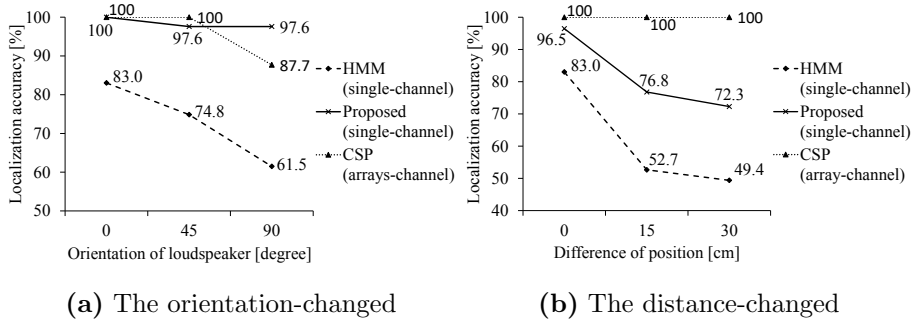 100
90
80
70
60
50
Localization accuracy [%]
100
100
100
97.6
97.6
87.7
83.0
74.8
61.5
0
45
90
Orientation of loudspeaker [degree]
HMM
(single-channel)
Proposed
(single-channel)
CSP
(arrays-channel)
(a) The orientation-changed
100
90
80
70
60
50
40
Localization accuracy [%]
100
100
100
96.5
83.0
76.8
72.3
52.7
49.4
0
15
30
Difference of position [cm]
HMM
(single-channel)
Proposed
(single-channel)
CSP
(array-channel)
(b) The distance-changed